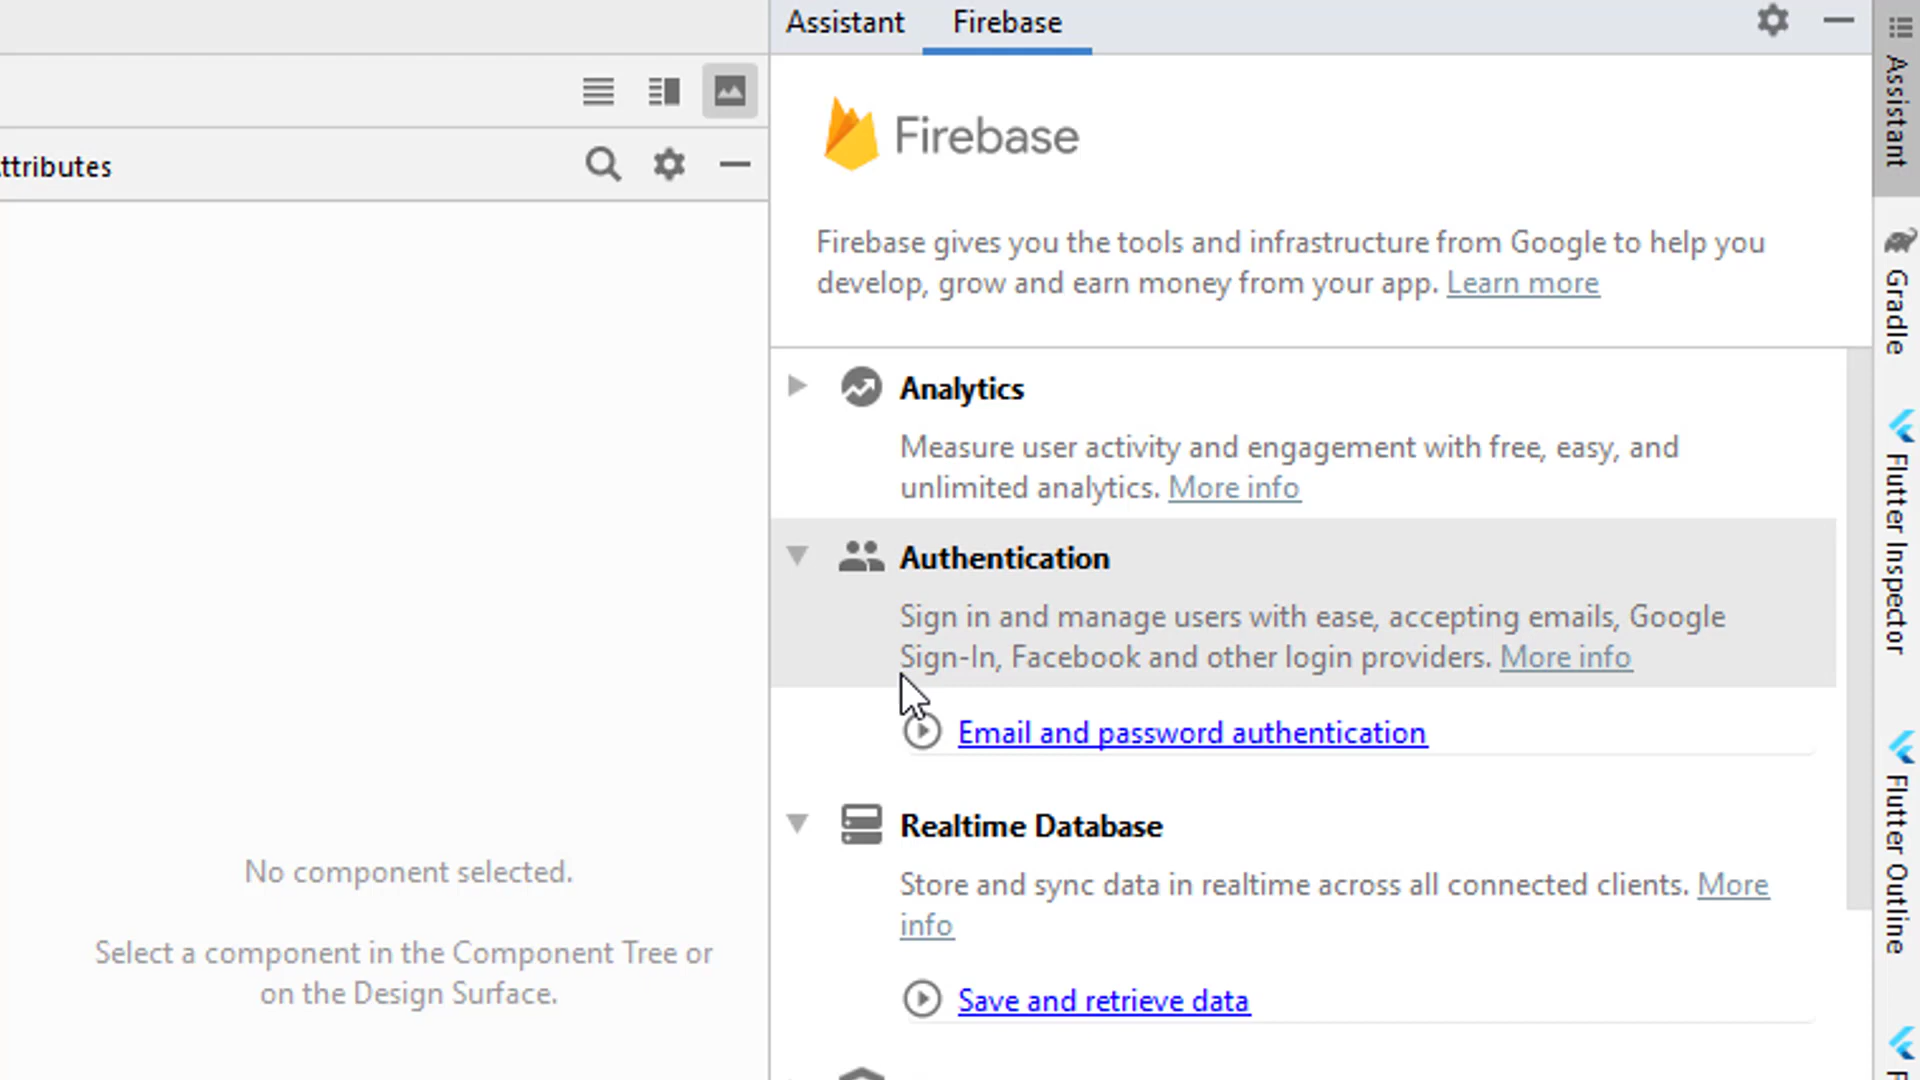 Assistant Firebase
ttributes
Firebase
Firebase gives you the tools and infrastructure from Google to help you
develop, grow and earn money from your app. Learn more
Analytics
Measure user activity and engagement with free, easy, and
unlimited analytics. More info
Authentication
Sign in and manage users with ease, accepting emails, Google
Sign-In, Facebook and other login providers. More info
Email and password authentication
Realtime Database
Store and sync data in realtime across all connected clients. More
info
Save and retrieve data
No component selected.
Select a component in the Component Tree or
on the Design Surface.
Assistant
Gradle
Flutter Inspector
Flutter Outline